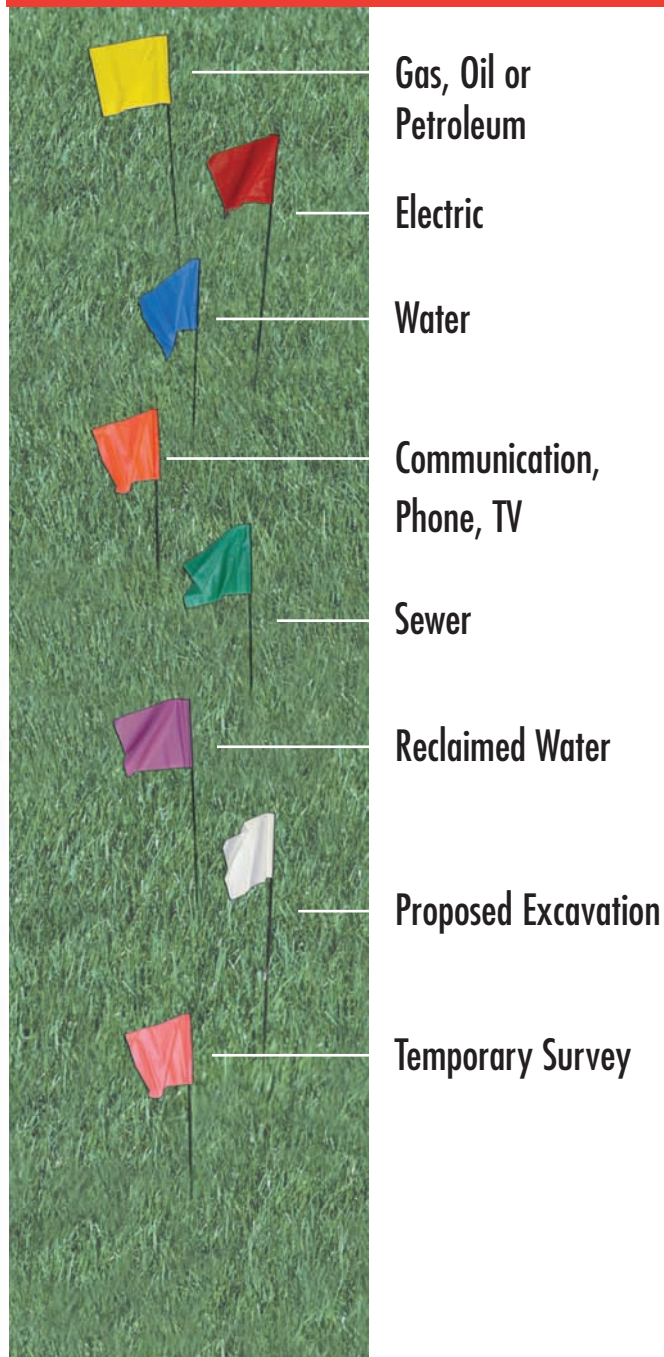 Gas, Oil or
Petroleum
Electric
Water
Communication,
Phone, TV
Sewer
Reclaimed Water
Proposed Excavation
Temporary Survey